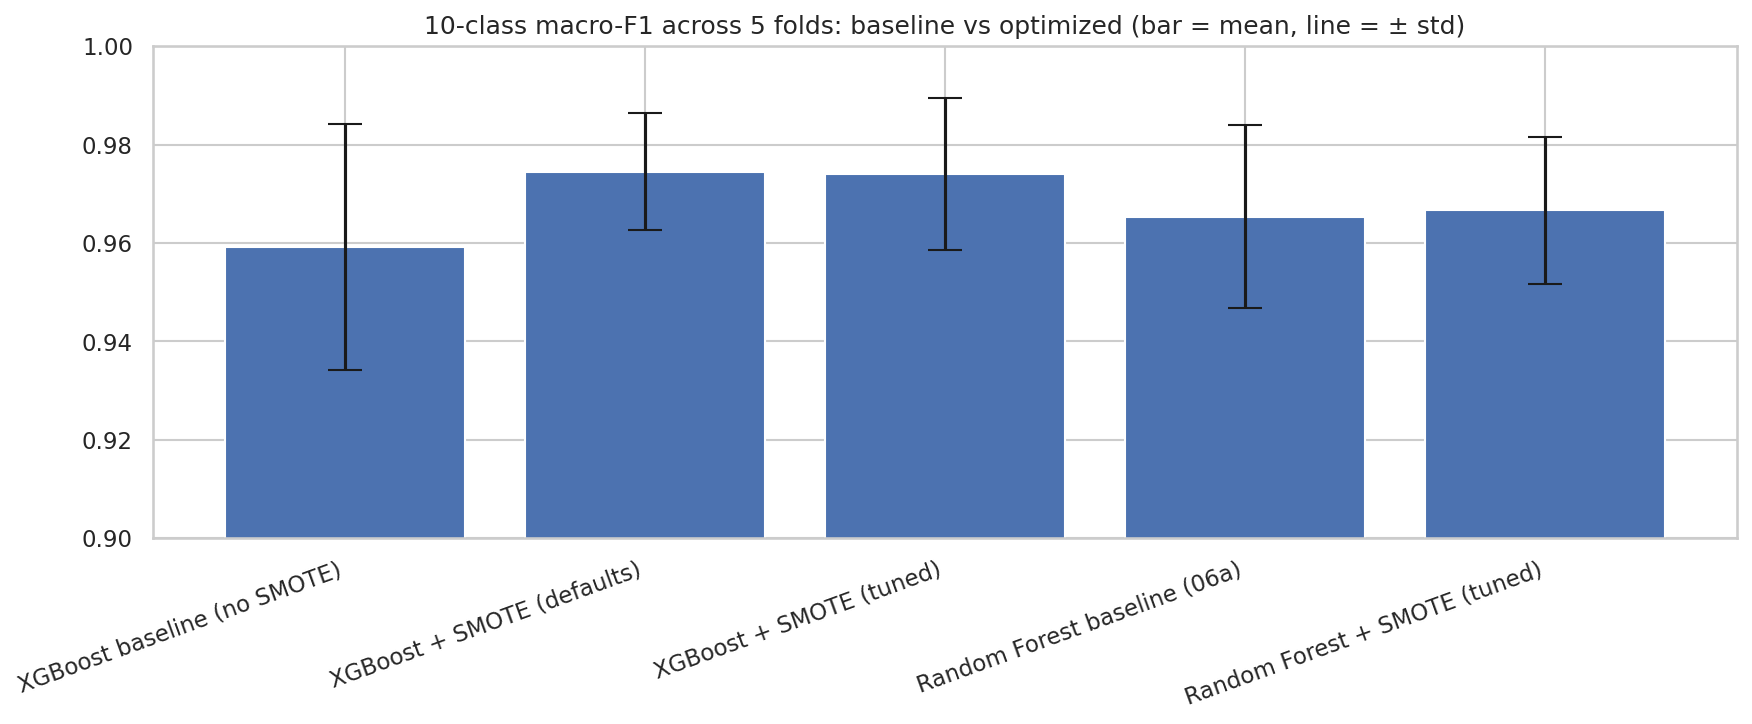 10-class macro-F1 across 5 folds: baseline vs optimized (bar = mean, line = ± std)
1.00
0.98
0.96
0.94
0.92
0.90
XGBoost baseline (no SMOTE)
XGBoost + SMOTE (defaults)
XGBoost + SMOTE (tuned)
Random Forest baseline (06a)
Random Forest + SMOTE (tuned)